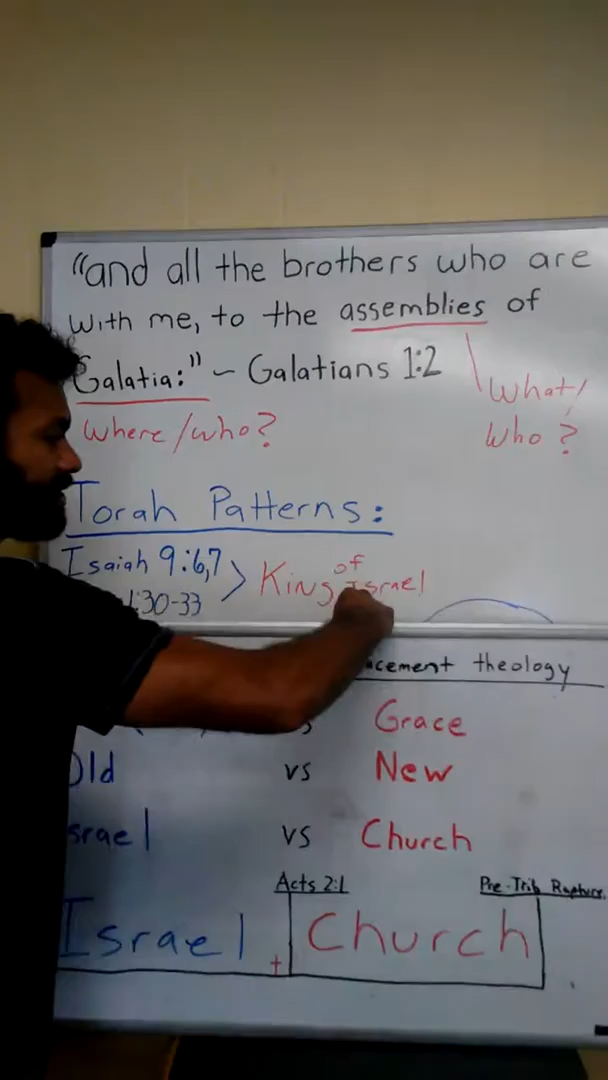 "and all the brothers who are
with me, to the assemblies of
Galatia:" ~ Galatians 1:2
What/
Where/who?
Who?
Torah Patterns:
Isaiah 9:6,7
King of Israel
1:30-33
theology
Grace
Old vs New
Israel vs Church
Acts 2:1
Pre-Trib Rapture
Israel + Church